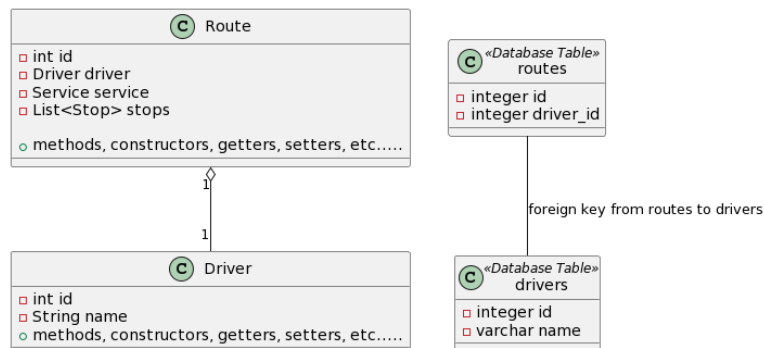 C Route
int id
Driver driver
Service service
List<Stop> stops
methods, constructors, getters, setters, etc.....
1
1
C Driver
int id
String name
methods, constructors, getters, setters, etc.....
C «Database Table»
routes
integer id
integer driver_id
foreign key from routes to drivers
C «Database Table»
drivers
integer id
varchar name